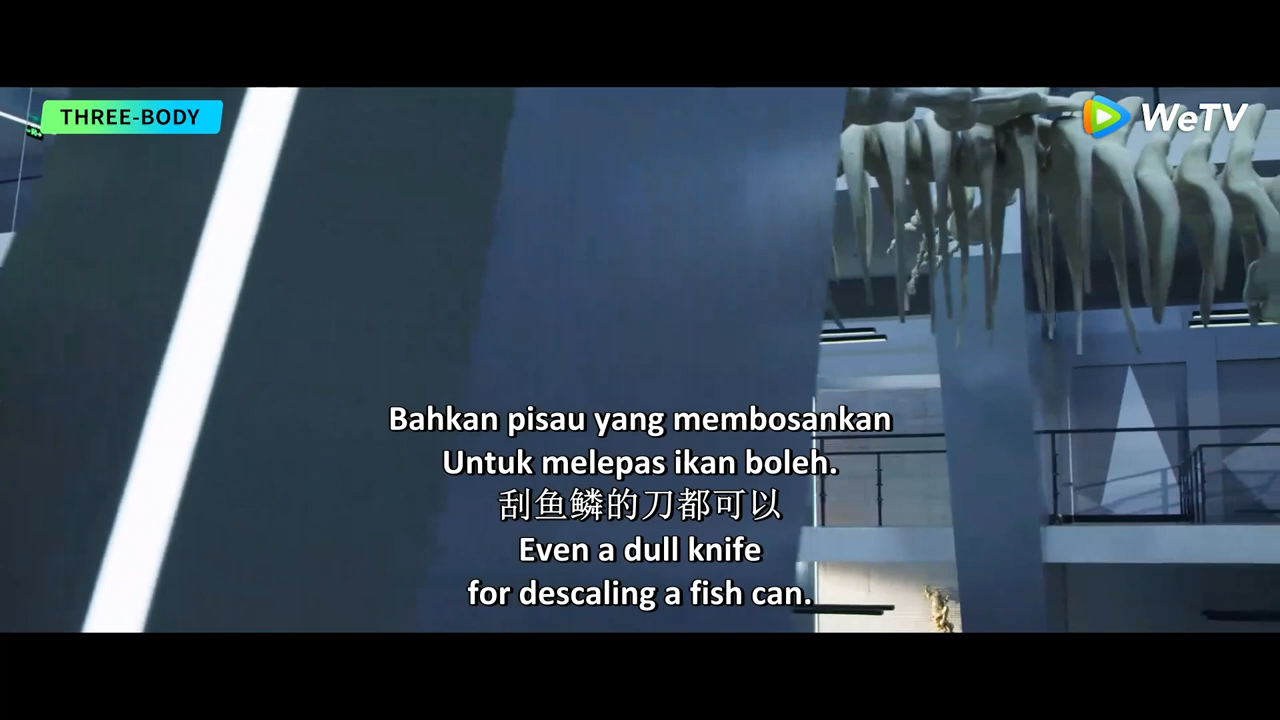 THREE-BODY
WeTV
Bahkan pisau yang membosankan
Untuk melepas ikan boleh.
刮鱼鳞的刀都可以
Even a dull knife
for descaling a fish can.